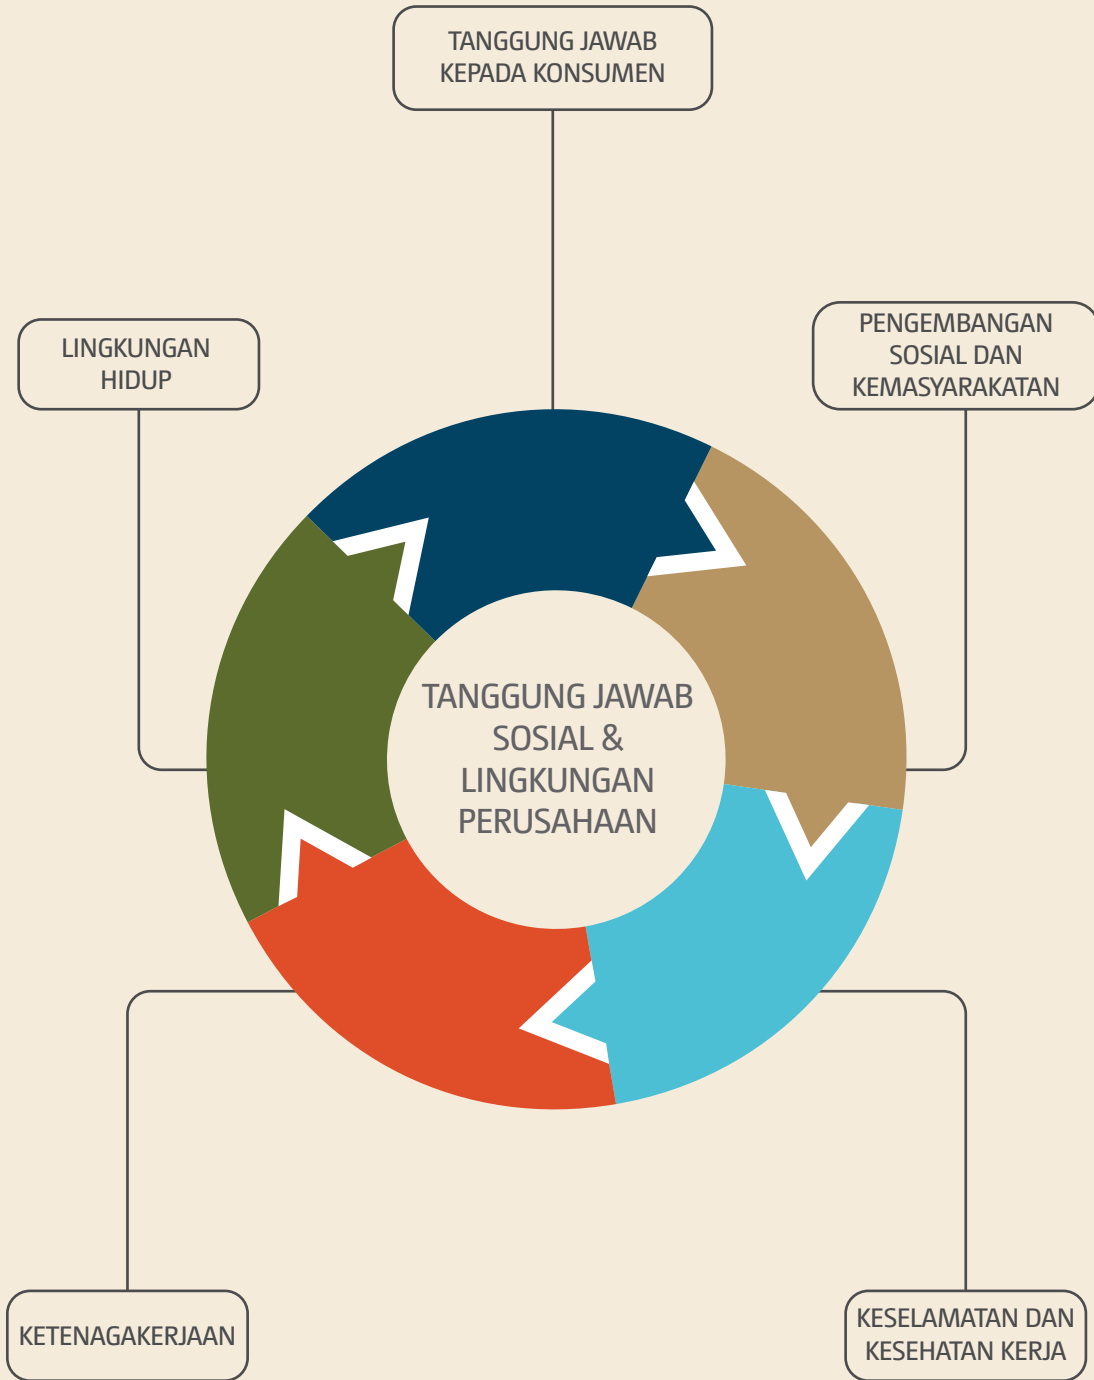 TANGGUNG JAWAB
KEPADA KONSUMEN
LINGKUNGAN
HIDUP
PENGEMBANGAN
SOSIAL DAN
KEMASYARAKATAN
TANGGUNG JAWAB
SOSIAL &
LINGKUNGAN
PERUSAHAAN
KETENAGAKERJAAN
KESELAMATAN DAN
KESEHATAN KERJA